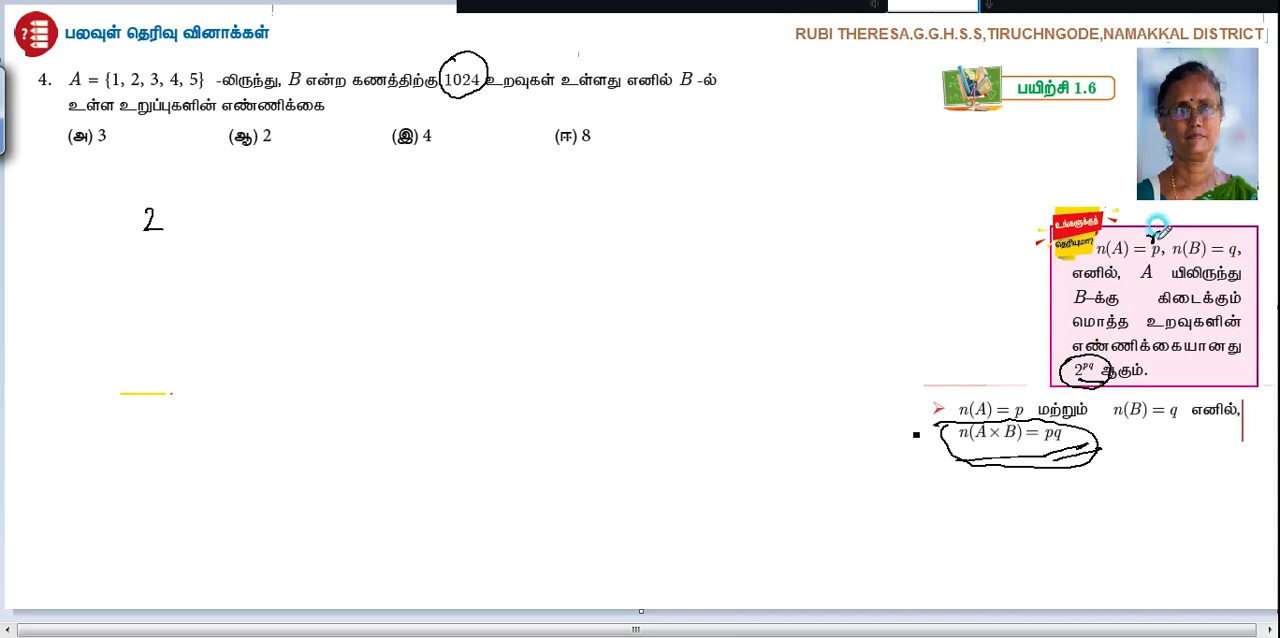 பலவுள் தெரிவு வினாக்கள்
RUBI THERESA,G.G.H.S.S,TIRUCHNGODE,NAMAKKAL DISTRICT
4. A = {1, 2, 3, 4, 5} -லிருந்து, B என்ற கணத்திற்கு 1024 உறவுகள் உள்ளது எனில் B -ல்
உள்ள உறுப்புகளின் எண்ணிக்கை
(அ) 3 (ஆ) 2 (இ) 4 (ஈ) 8
பயிற்சி 1.6
2
உங்களுக்குத்
தெரியுமா?
n(A) = p, n(B) = q,
எனில், A யிலிருந்து
B–க்கு கிடைக்கும்
மொத்த உறவுகளின்
எண்ணிக்கையானது
2^{pq} ஆகும்.
n(A) = p மற்றும் n(B) = q எனில்,
n(A × B) = pq